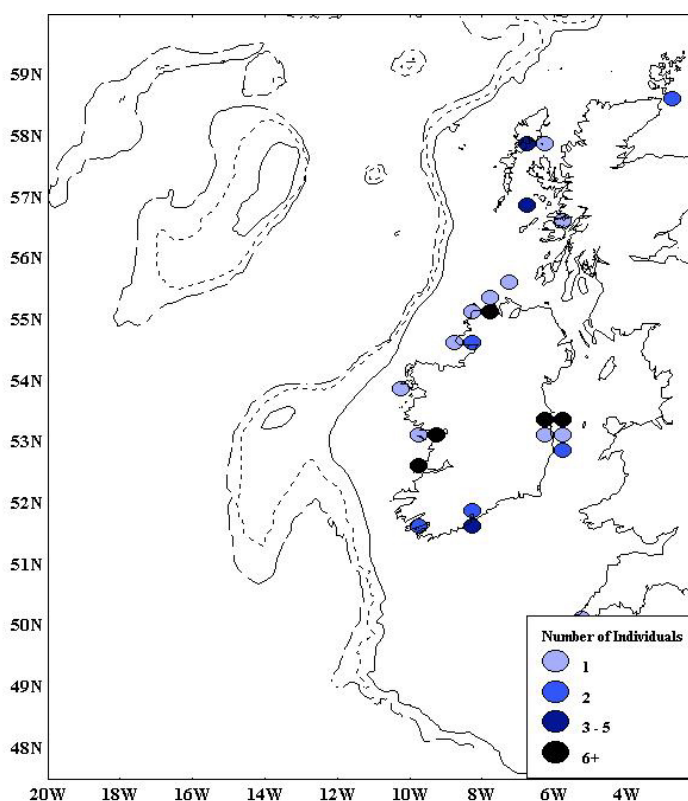 59N
58N
57N
56N
55N
54N
53N
52N
51N
50N
49N
48N
Number of Individuals
1
2
3 - 5
6+
20W 18W 16W 14W 12W 10W 8W 6W 4W